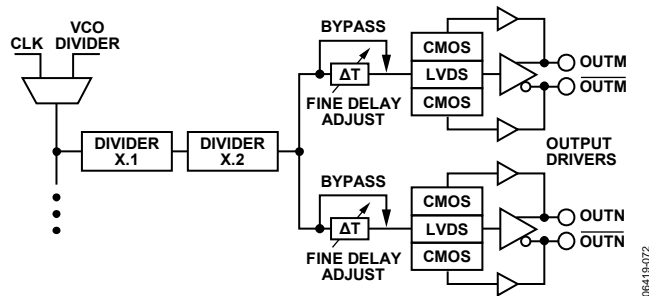 VCO
CLK DIVIDER
DIVIDER
X.1
DIVIDER
X.2
BYPASS
ΔT
FINE DELAY
ADJUST
CMOS
LVDS
CMOS
OUTM
OUTM
OUTPUT
DRIVERS
BYPASS
ΔT
FINE DELAY
ADJUST
CMOS
LVDS
CMOS
OUTN
OUTN
06419-072